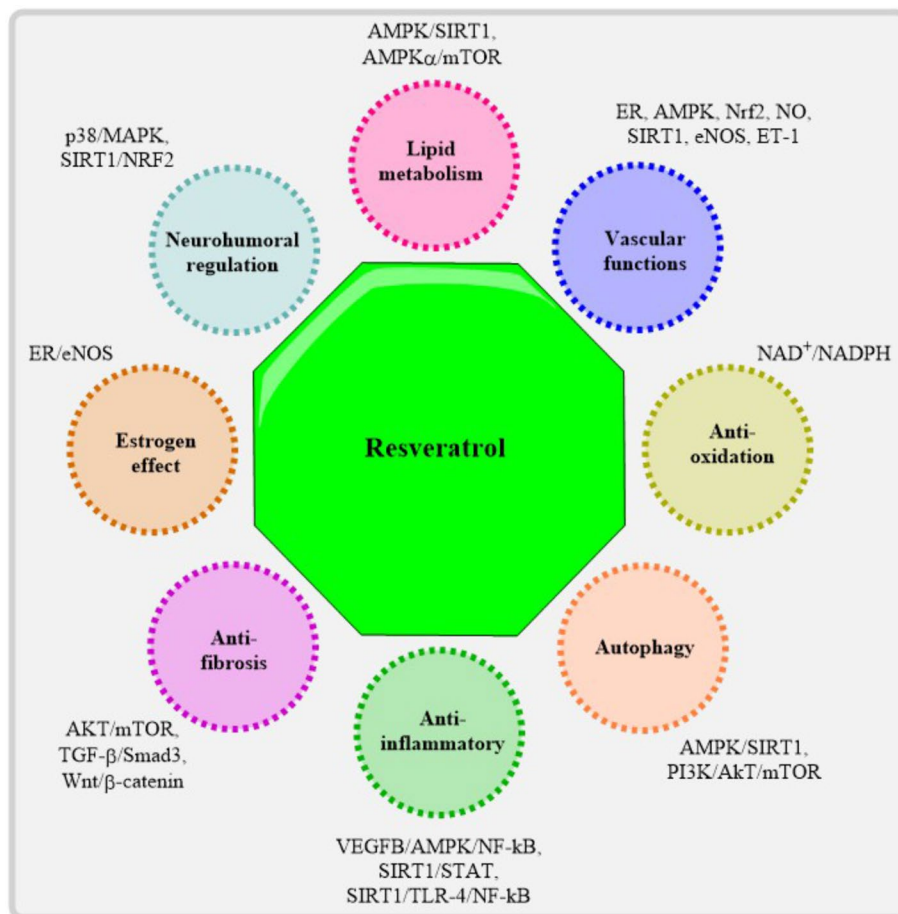 AMPK/SIRT1,
AMPKα/mTOR
Lipid
metabolism
ER, AMPK, Nrf2, NO,
SIRT1, eNOS, ET-1
Vascular
functions
NAD⁺/NADPH
Anti-
oxidation
Autophagy
AMPK/SIRT1,
PI3K/AkT/mTOR
Anti-
inflammatory
VEGFB/AMPK/NF-kB,
SIRT1/STAT,
SIRT1/TLR-4/NF-kB
Anti-
fibrosis
AKT/mTOR,
TGF-β/Smad3,
Wnt/β-catenin
ER/eNOS
Estrogen
effect
p38/MAPK,
SIRT1/NRF2
Neurohumoral
regulation
Resveratrol